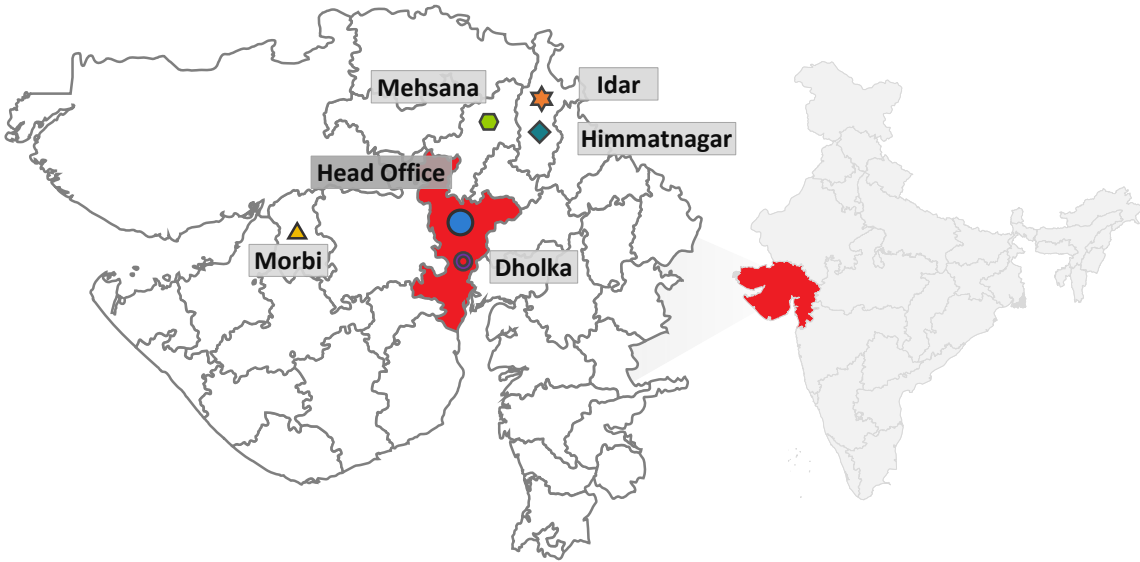 Mehsana
Idar
Himmatnagar
Head Office
Morbi
Dholka